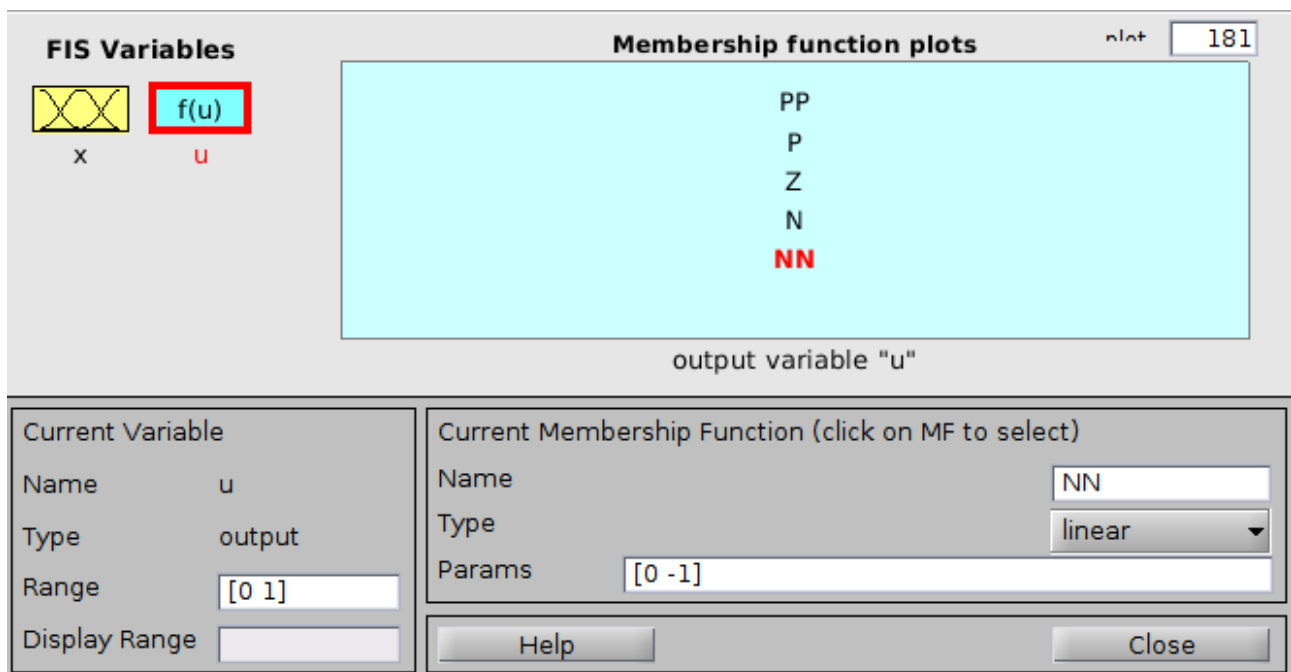 FIS Variables
f(u)
x
u
Membership function plots
181
PP
P
Z
N
NN
output variable "u"
Current Variable
Name u
Type output
Range [0 1]
Display Range
Current Membership Function (click on MF to select)
Name NN
Type linear
Params [0 -1]
Help
Close